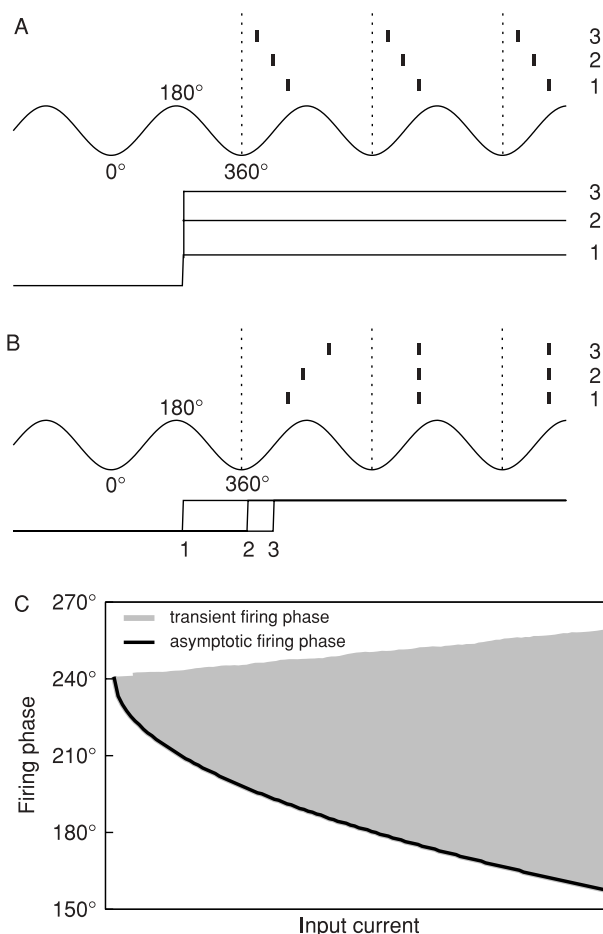 A
3
2
1
180°
0°
360°
3
2
1
B
3
2
1
180°
0°
360°
1 2 3
C
270°
transient firing phase
asymptotic firing phase
240°
Firing phase
210°
180°
150°
Input current